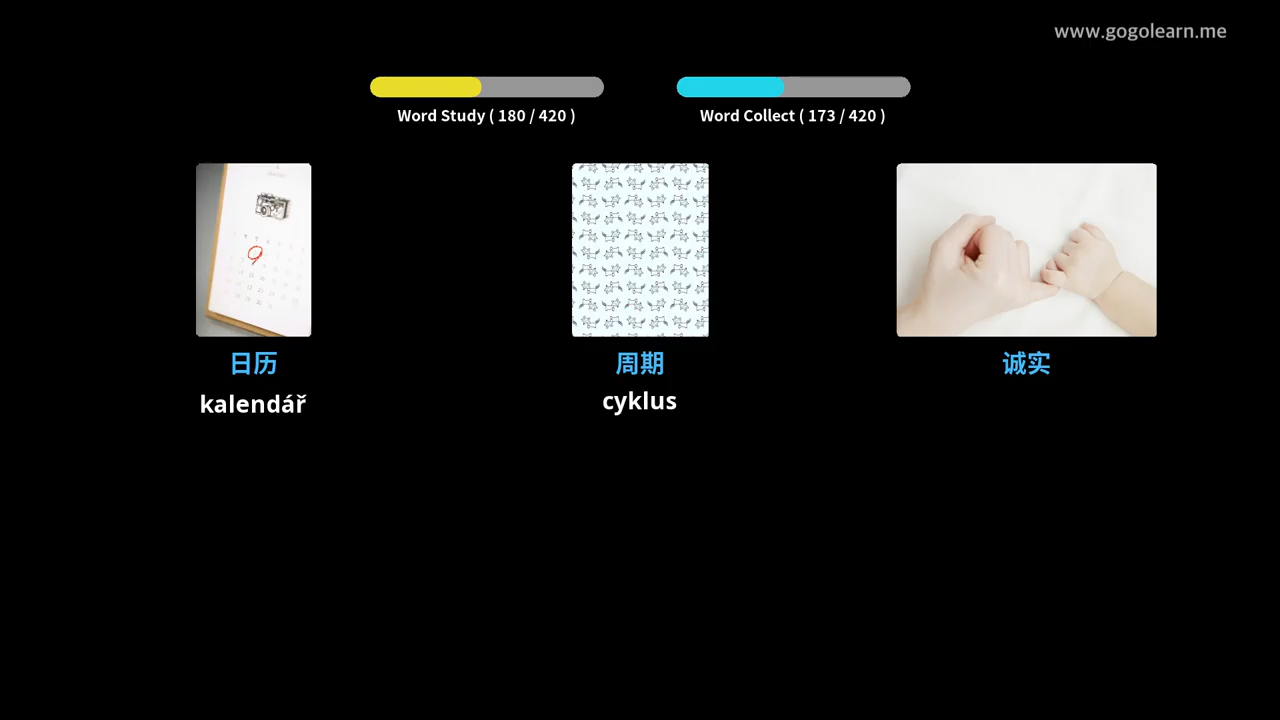 www.gogolearn.me
Word Study ( 180 / 420 )
Word Collect ( 173 / 420 )
日历
周期
诚实
kalendář
cyklus